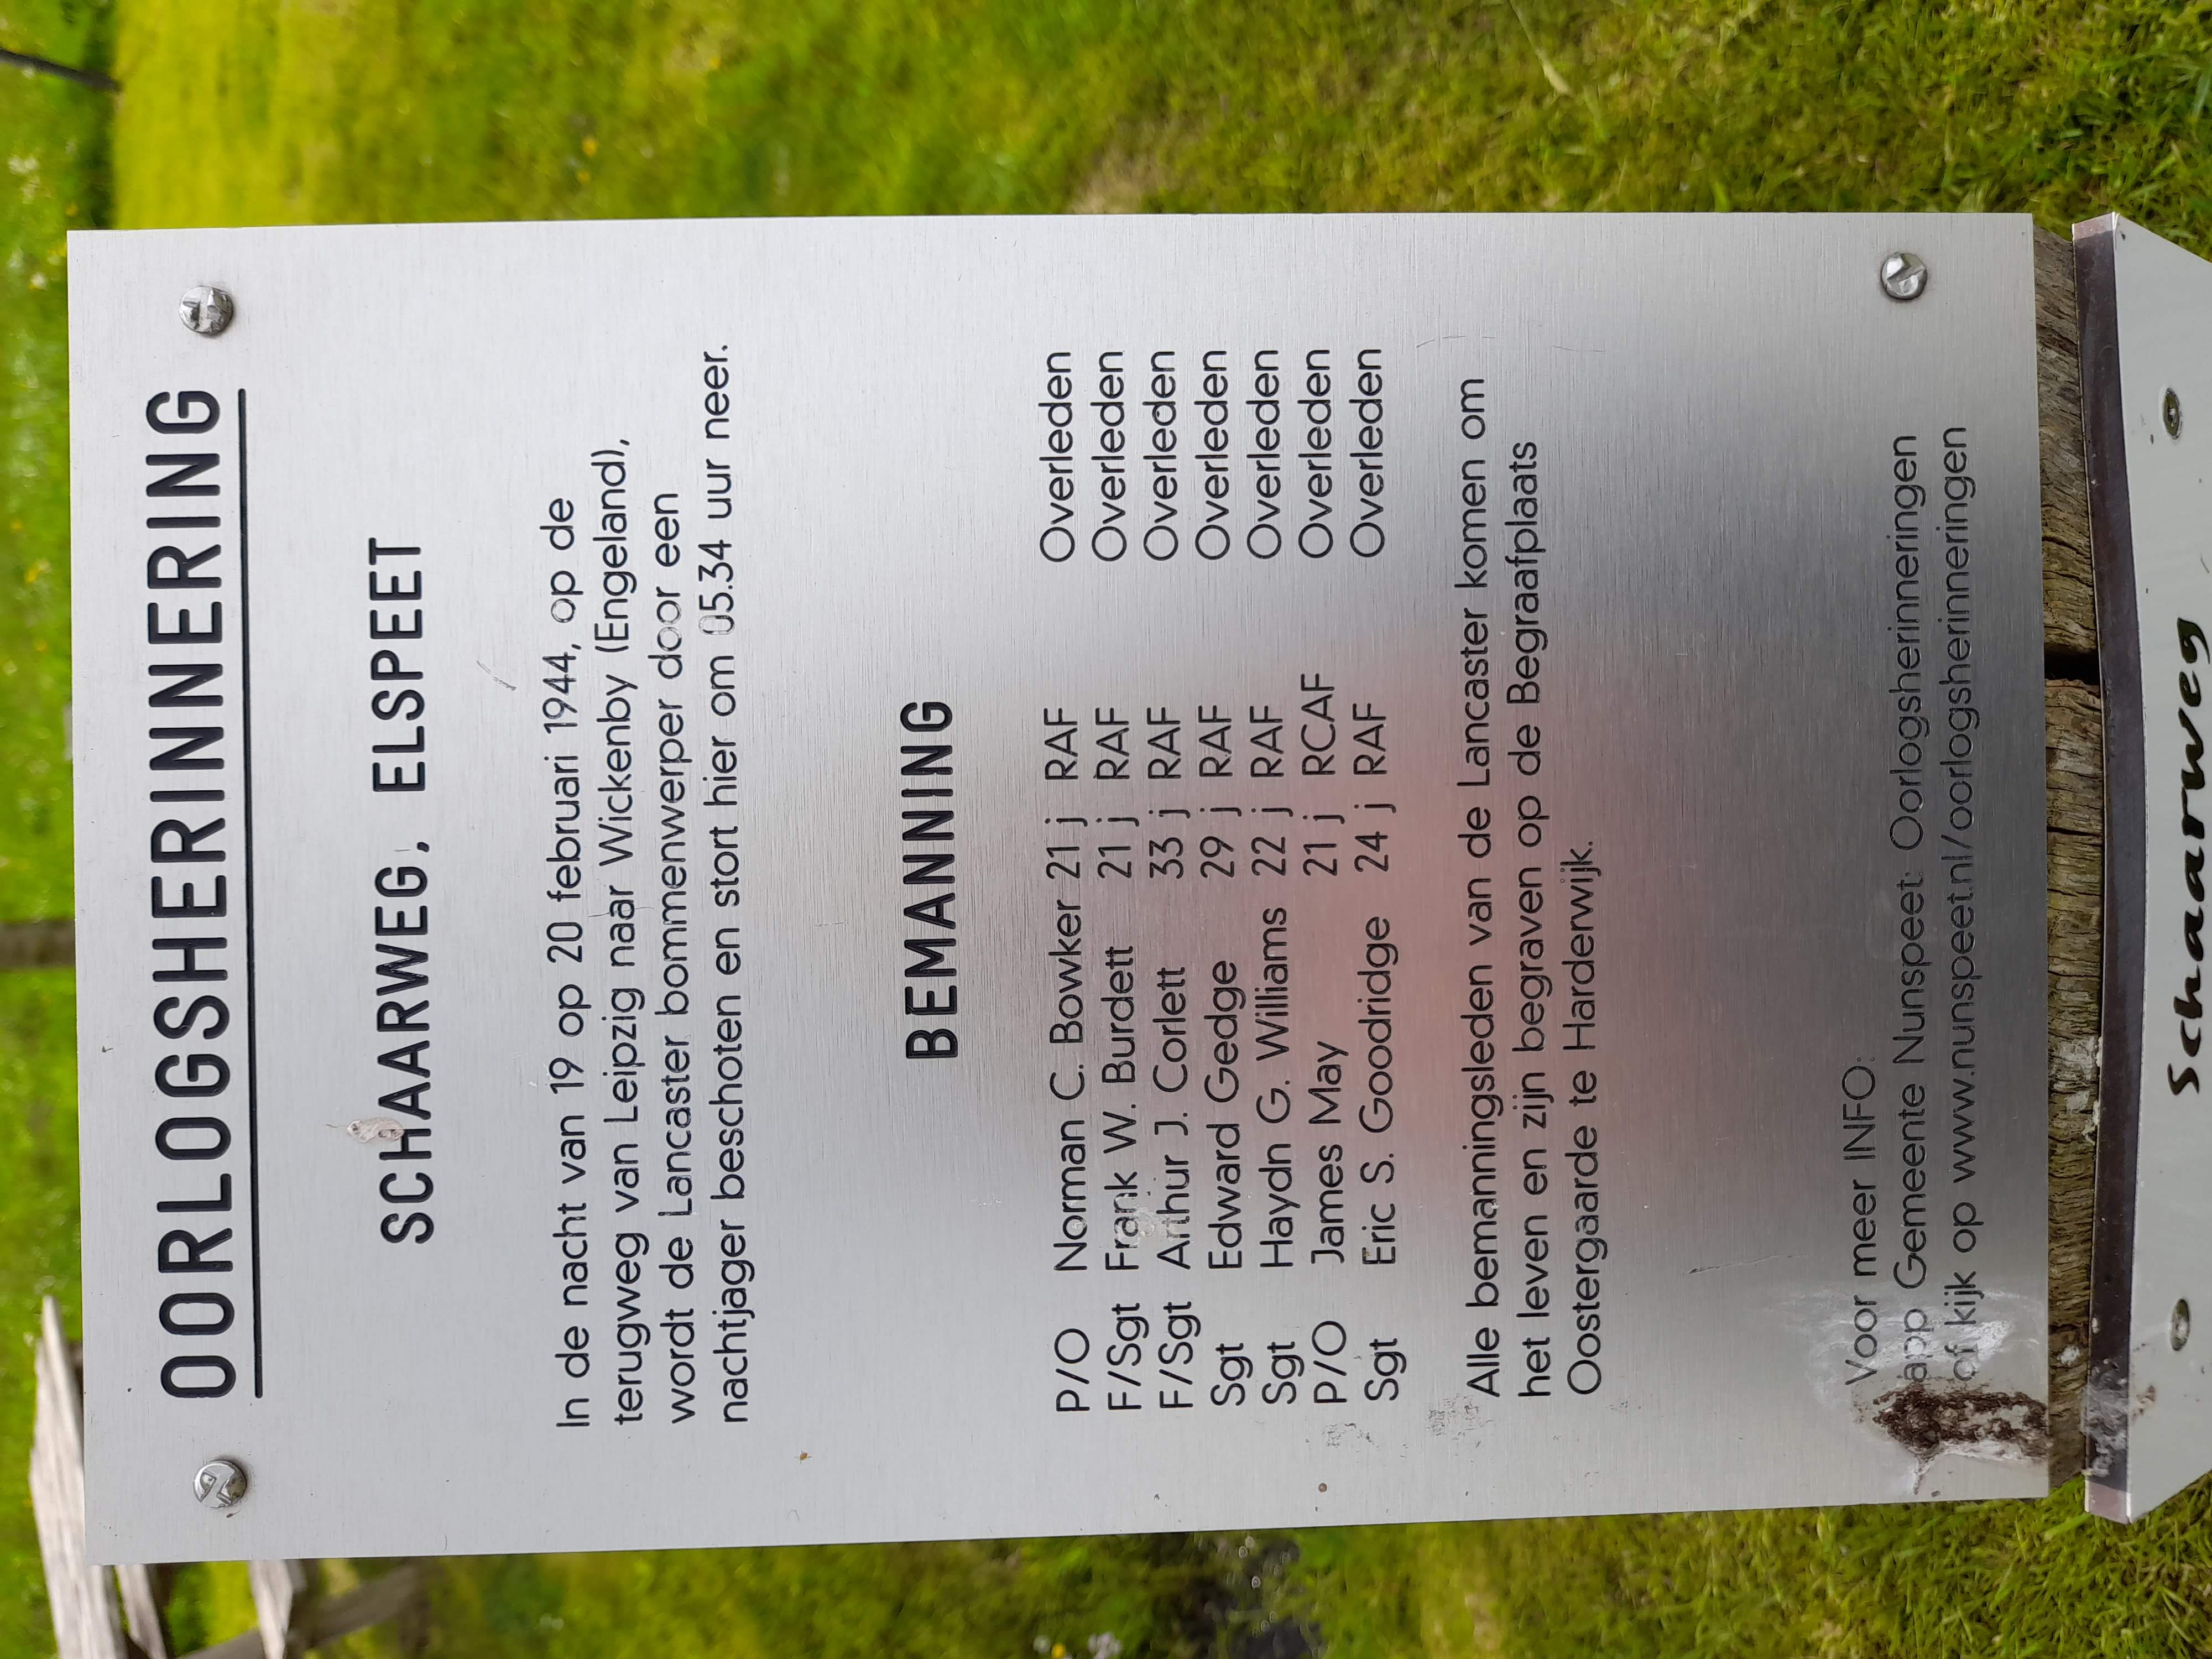 OORLOGSHERINNERING
SCHAARWEG, ELSPEET
In de nacht van 19 op 20 februari 1944, op de
terugweg van Leipzig naar Wickenby (Engeland),
wordt de Lancaster bommenwerper door een
nachtjager beschoten en stort hier om 05.34 uur neer.
BEMANNING
P/O Norman C. Bowker 21 j RAF Overleden
F/Sgt Frank W. Burdett 21 j RAF Overleden
F/Sgt Arthur J. Corlett 33 j RAF Overleden
Sgt Edward Gedge 29 j RAF Overleden
Sgt Haydn G. Williams 22 j RAF Overleden
P/O James May 21 j RCAF Overleden
Sgt Eric S. Goodridge 24 j RAF Overleden
Alle bemanningsleden van de Lancaster komen om
het leven en zijn begraven op de Begraafplaats
Oostergaarde te Harderwijk.
Voor meer INFO:
app Gemeente Nunspeet: Oorlogsherinneringen
of kijk op www.nunspeet.nl/oorlogsherinneringen
Schaarweg